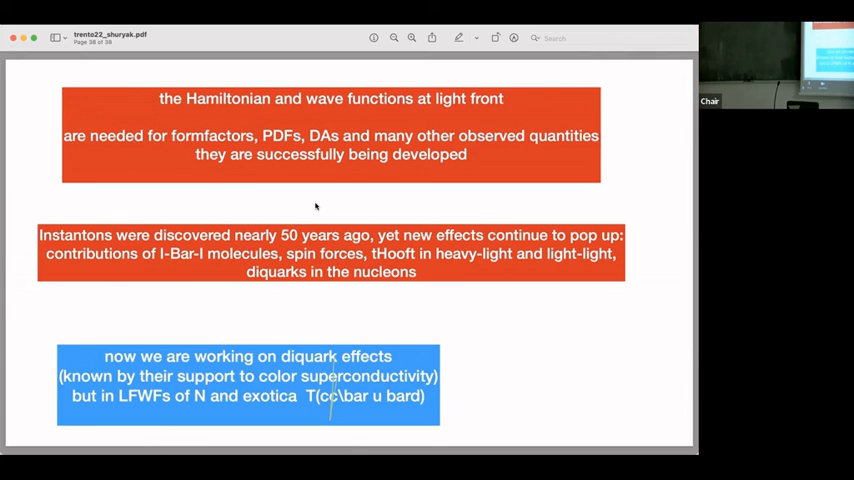 trento22_shuryak.pdf
Page 38 of 38
Search
the Hamiltonian and wave functions at light front
are needed for formfactors, PDFs, DAs and many other observed quantities
they are successfully being developed
Instantons were discovered nearly 50 years ago, yet new effects continue to pop up:
contributions of I-Bar-I molecules, spin forces, tHooft in heavy-light and light-light,
diquarks in the nucleons
now we are working on diquark effects
(known by their support to color superconductivity)
but in LFWFs of N and exotica T(cc\bar u bard)
Chair